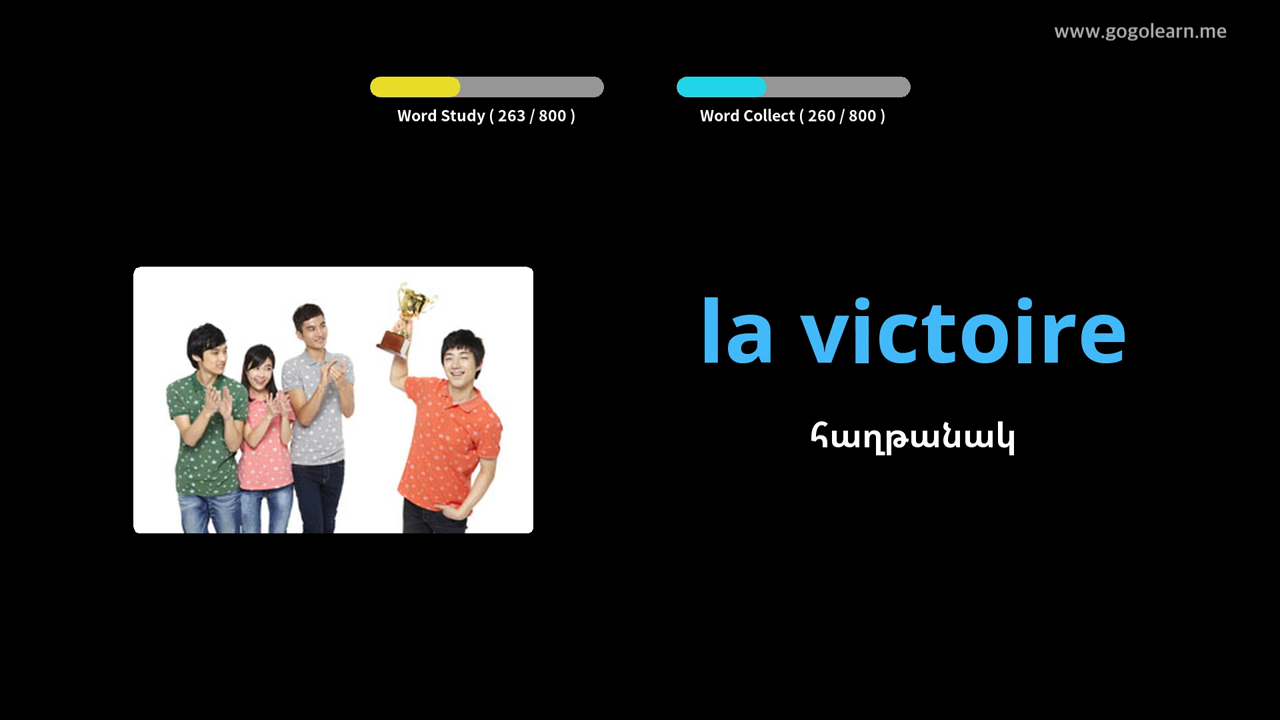 www.gogolearn.me
Word Study ( 263 / 800 )
Word Collect ( 260 / 800 )
la victoire
հաղթանակ